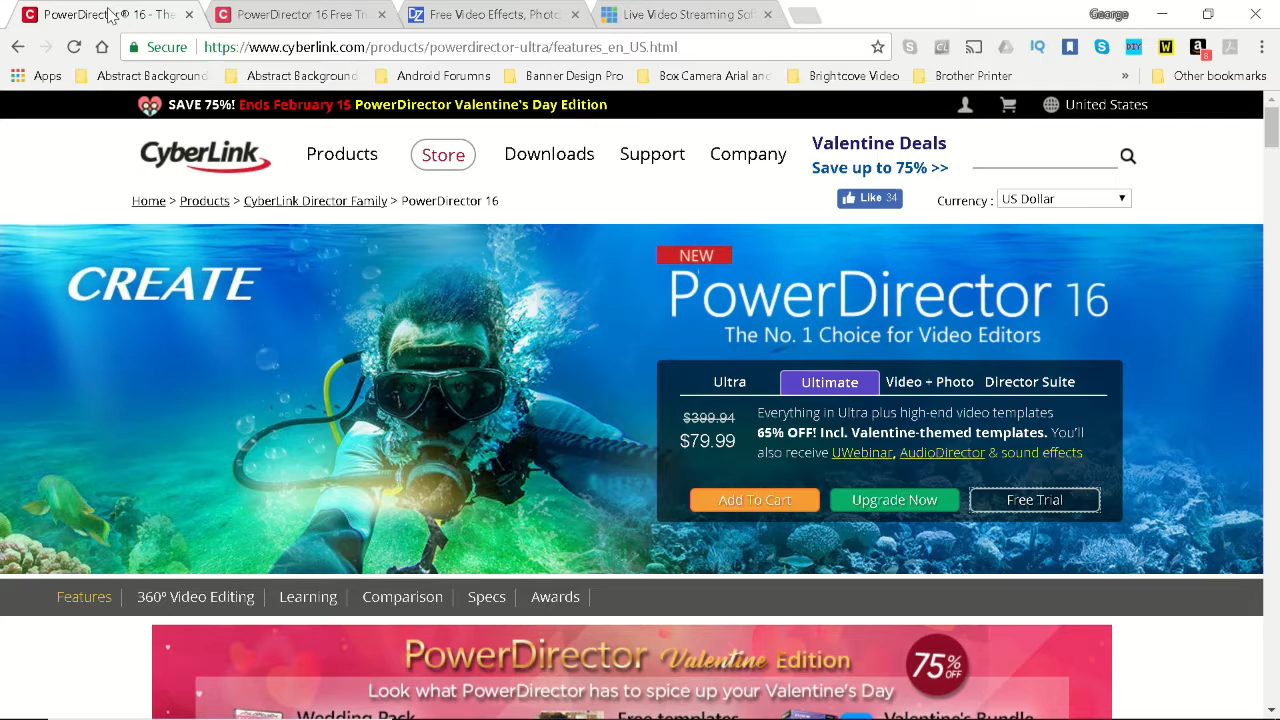 PowerDirector® 16 - The
PowerDirector 16 Free Tri
Free Video Effects, Photo
Live Video Streaming Sof
George
Secure
https://www.cyberlink.com/products/powerdirector-ultra/features_en_US.html
Apps
Abstract Background
Abstract Background
Android Forums
Banner Design Pro
Box Camera Arial and
Brightcove Video
Brother Printer
»
Other bookmarks
SAVE 75%! Ends February 15 PowerDirector Valentine's Day Edition
United States
CyberLink
Products
Store
Downloads
Support
Company
Valentine Deals
Save up to 75% >>
Home > Products > CyberLink Director Family > PowerDirector 16
Like 34
Currency :
US Dollar
CREATE
NEW
PowerDirector 16
The No. 1 Choice for Video Editors
Ultra
Ultimate
Video + Photo
Director Suite
$399.94
$79.99
Everything in Ultra plus high-end video templates
65% OFF! Incl. Valentine-themed templates. You'll
also receive UWebinar, AudioDirector & sound effects
Add To Cart
Upgrade Now
Free Trial
Features
360º Video Editing
Learning
Comparison
Specs
Awards
PowerDirector Valentine Edition
75% OFF
Look what PowerDirector has to spice up your Valentine's Day
Wedding Pack
Free templates
Valentine's Bundle